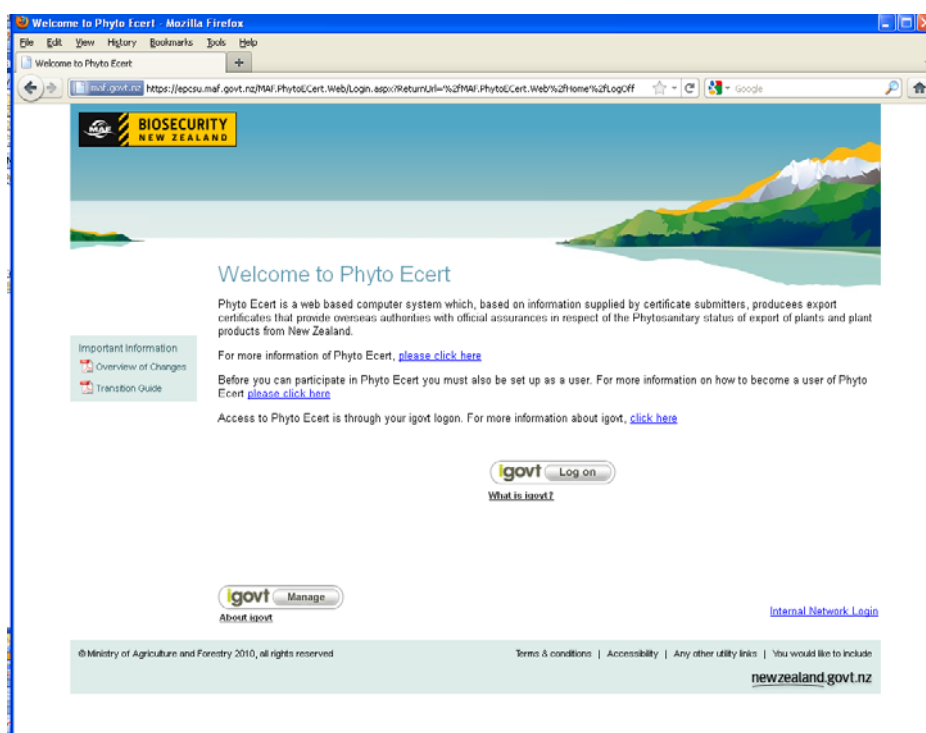 Welcome to Phyto Ecert - Mozilla Firefox
File Edit View History Bookmarks Tools Help
Welcome to Phyto Ecert +
maf.govt.nz https://epcsu.maf.govt.nz/MAF.PhytoECert.Web/Login.aspx?ReturnUrl=%2fMAF.PhytoECert.Web%2fHome%2fLogOff Google
MAF BIOSECURITY
NEW ZEALAND
Welcome to Phyto Ecert
Phyto Ecert is a web based computer system which, based on information supplied by certificate submitters, producees export
certificates that provide overseas authorities with official assurances in respect of the Phytosanitary status of export of plants and plant
products from New Zealand.
Important Information
Overview of Changes
Transition Guide
For more information of Phyto Ecert, please click here
Before you can participate in Phyto Ecert you must also be set up as a user. For more information on how to become a user of Phyto
Ecert please click here
Access to Phyto Ecert is through your igovt logon. For more information about igovt, click here
igovt Log on
What is igovt?
igovt Manage
About igovt
Internal Network Login
© Ministry of Agriculture and Forestry 2010, all rights reserved
Terms & conditions | Accessibility | Any other utility links | You would like to include
newzealand.govt.nz